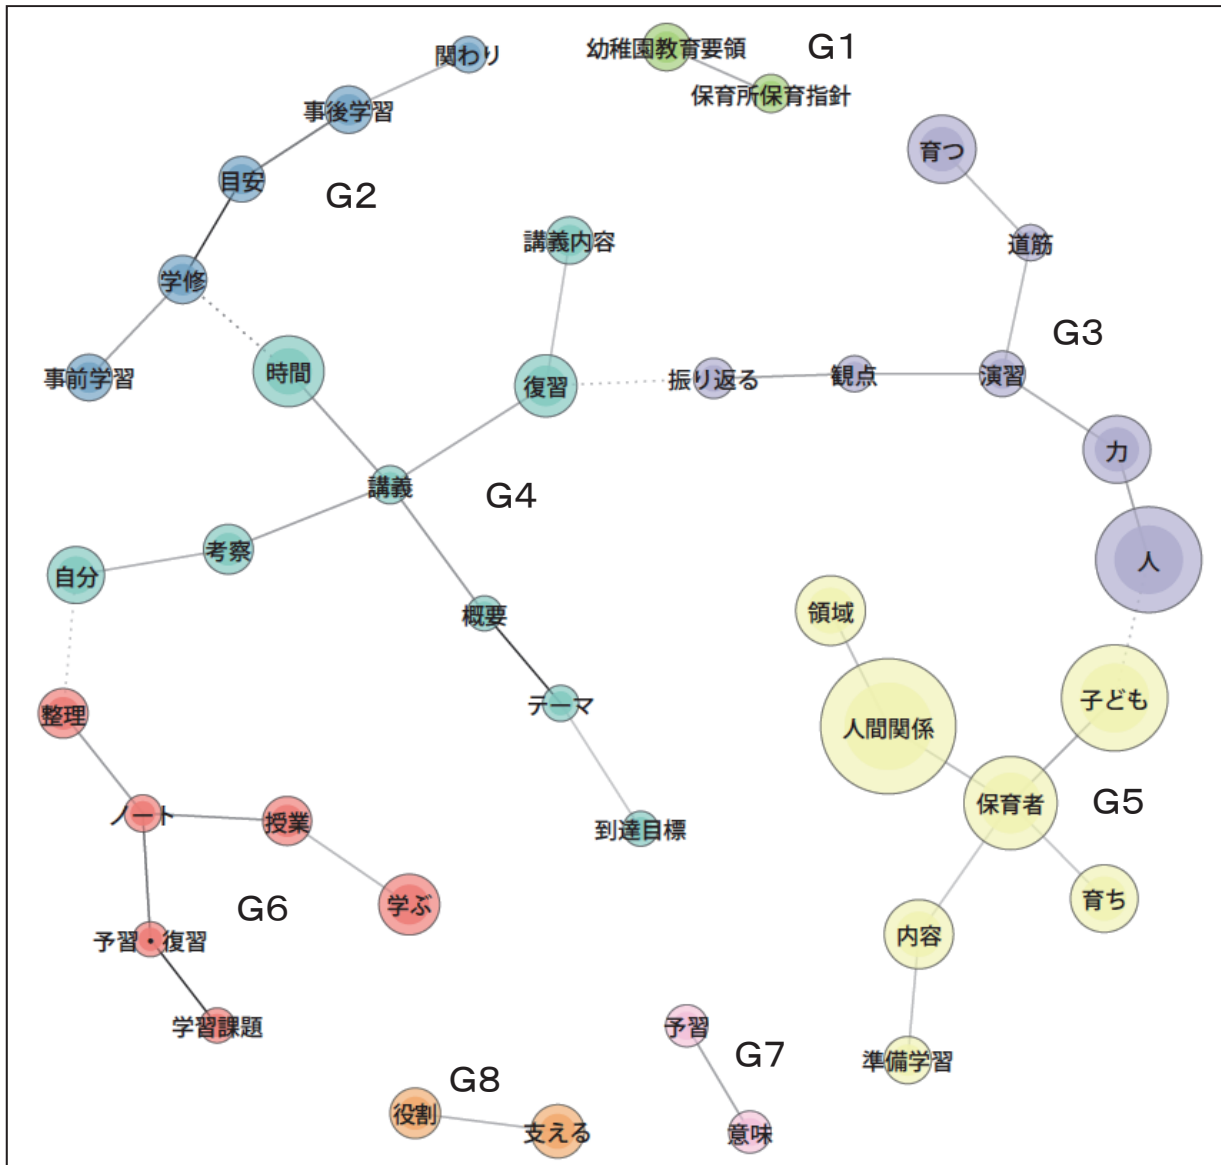 関わり
幼稚園教育要領
G1
保育所保育指針
事後学習
育つ
目安
G2
講義内容
道筋
学修
G3
事前学習
時間
復習
振り返る
観点
演習
力
講義
G4
考察
自分
人
概要
領域
テーマ
整理
人間関係
子ども
保育者
G5
ノート
授業
到達目標
学ぶ
G6
育ち
予習・復習
内容
学習課題
予習
G7
準備学習
G8
役割
支える
意味